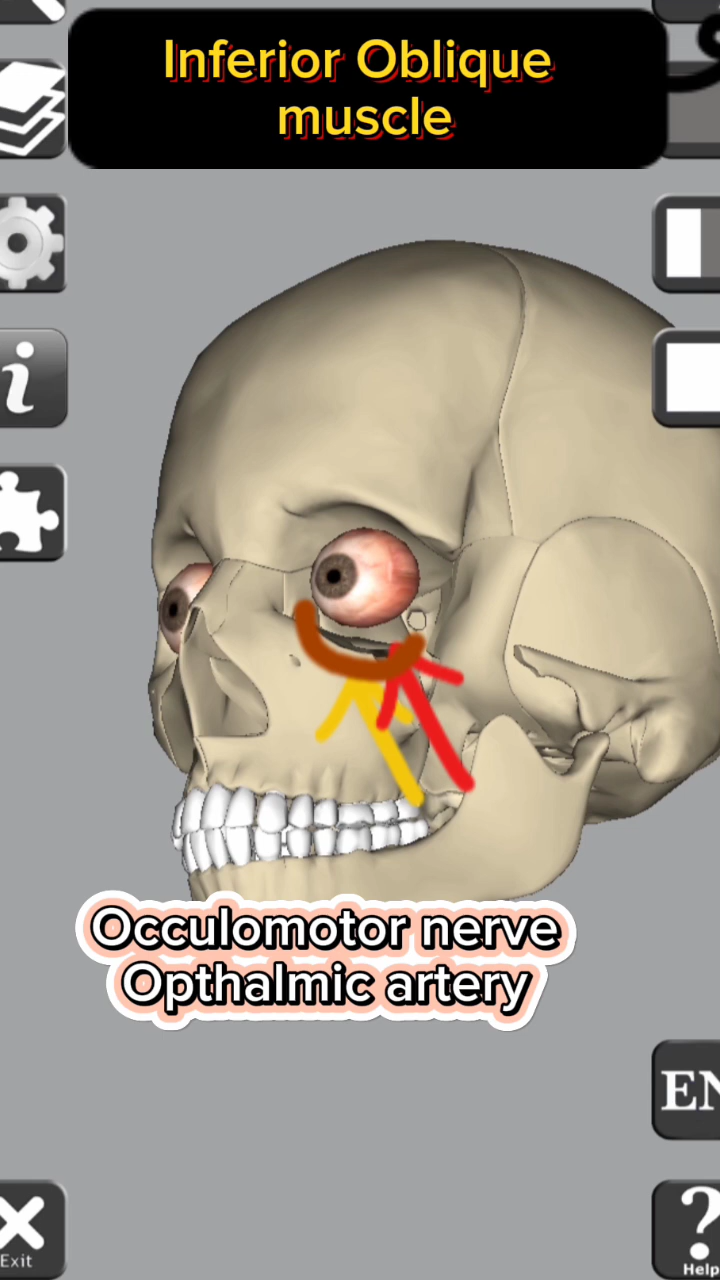 Inferior Oblique
muscle
i
Occulomotor nerve
Opthalmic artery
EN
Exit
?
Help